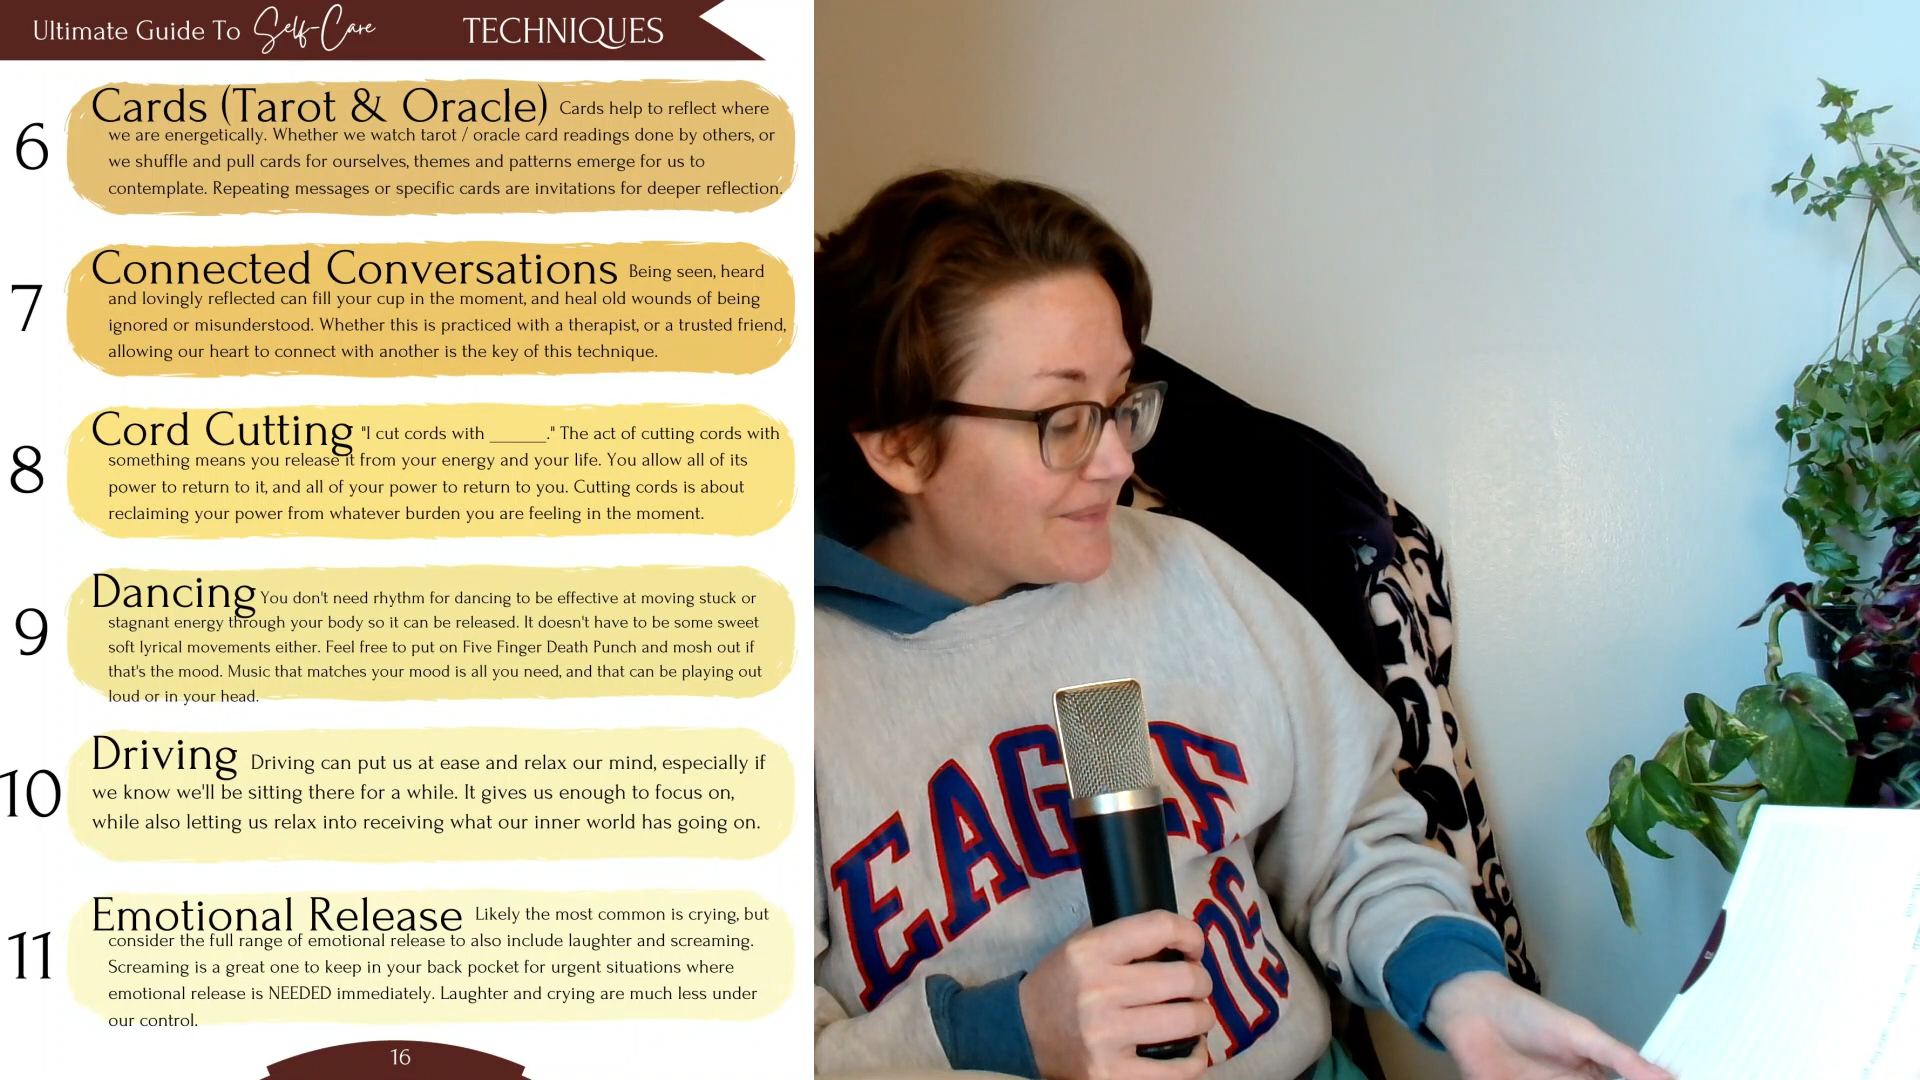 Ultimate Guide To Self-Care TECHNIQUES
6
Cards (Tarot & Oracle) Cards help to reflect where
we are energetically. Whether we watch tarot / oracle card readings done by others, or
we shuffle and pull cards for ourselves, themes and patterns emerge for us to
contemplate. Repeating messages or specific cards are invitations for deeper reflection.
7
Connected Conversations Being seen, heard
and lovingly reflected can fill your cup in the moment, and heal old wounds of being
ignored or misunderstood. Whether this is practiced with a therapist, or a trusted friend,
allowing our heart to connect with another is the key of this technique.
8
Cord Cutting "I cut cords with ______." The act of cutting cords with
something means you release it from your energy and your life. You allow all of its
power to return to it, and all of your power to return to you. Cutting cords is about
reclaiming your power from whatever burden you are feeling in the moment.
9
Dancing You don't need rhythm for dancing to be effective at moving stuck or
stagnant energy through your body so it can be released. It doesn't have to be some sweet
soft lyrical movements either. Feel free to put on Five Finger Death Punch and mosh out if
that's the mood. Music that matches your mood is all you need, and that can be playing out
loud or in your head.
10
Driving Driving can put us at ease and relax our mind, especially if
we know we'll be sitting there for a while. It gives us enough to focus on,
while also letting us relax into receiving what our inner world has going on.
11
Emotional Release Likely the most common is crying, but
consider the full range of emotional release to also include laughter and screaming.
Screaming is a great one to keep in your back pocket for urgent situations where
emotional release is NEEDED immediately. Laughter and crying are much less under
our control.
16